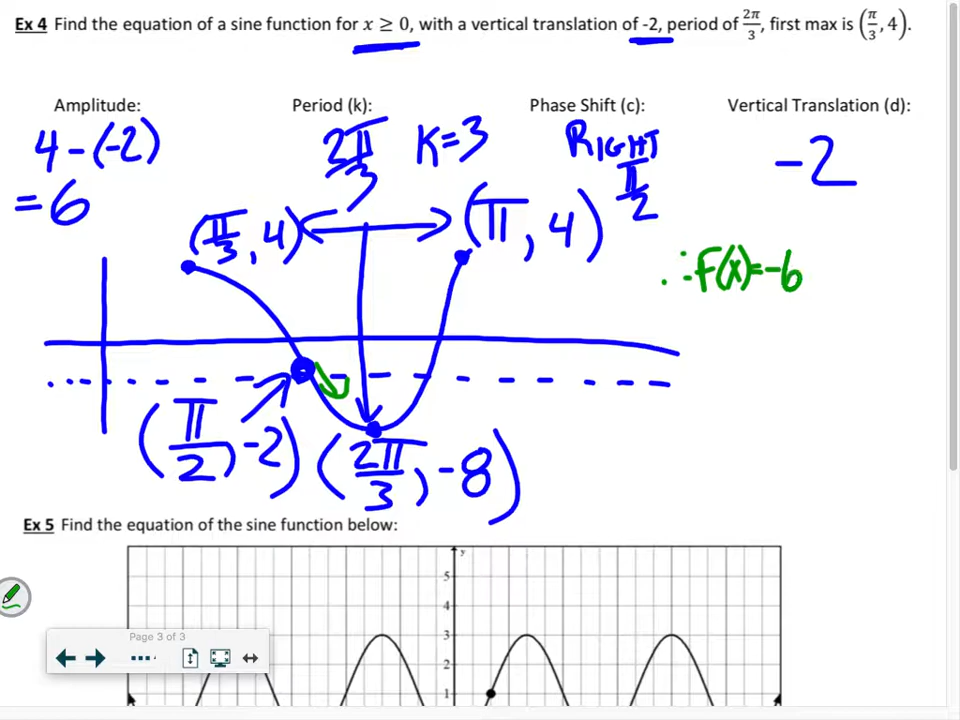 Ex 4 Find the equation of a sine function for x ≥ 0, with a vertical translation of -2, period of 2π/3, first max is (π/3, 4).
Amplitude: Period (k): Phase Shift (c): Vertical Translation (d):
4-(-2) 2π/3 K=3 RIGHT π/2 -2
=6
(π/3, 4) (π, 4)
∴ f(x)=-6
(π/2, -2) (2π/3, -8)
Ex 5 Find the equation of the sine function below:
y
5
4
3
2
1
Page 3 of 3